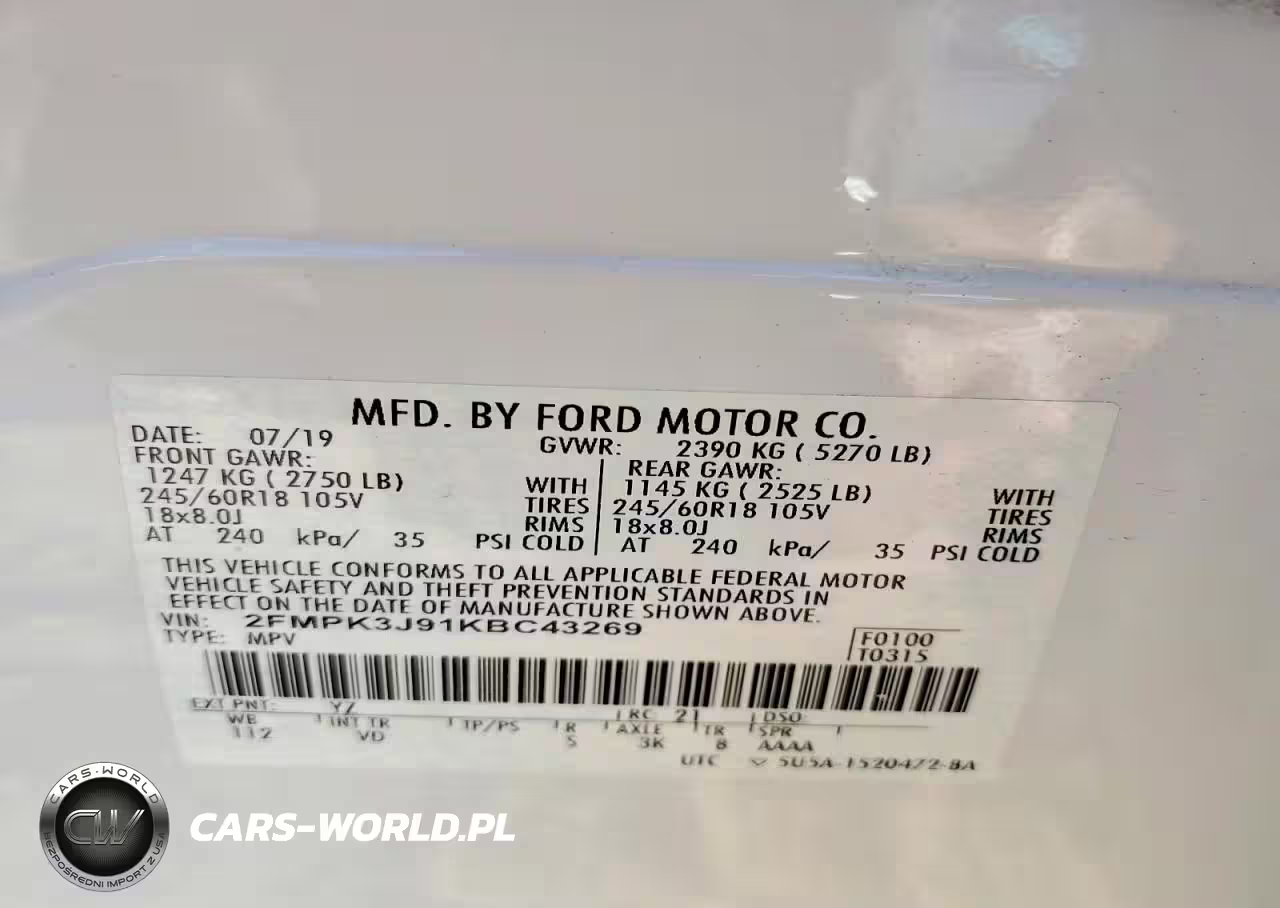 MFD. BY FORD MOTOR CO.
DATE: 07/19 GVWR: 2390 KG ( 5270 LB)
FRONT GAWR: REAR GAWR:
1247 KG ( 2750 LB) WITH 1145 KG ( 2525 LB) WITH
245/60R18 105V TIRES 245/60R18 105V TIRES
18x8.0J RIMS 18x8.0J RIMS
AT 240 kPa/ 35 PSI COLD AT 240 kPa/ 35 PSI COLD
THIS VEHICLE CONFORMS TO ALL APPLICABLE FEDERAL MOTOR
VEHICLE SAFETY AND THEFT PREVENTION STANDARDS IN
EFFECT ON THE DATE OF MANUFACTURE SHOWN ABOVE.
VIN: 2FMPK3J91KBC43269
TYPE: MPV
F0100
T0315
EXT PNT: YZ RC: 21 DSO:
WB INT TR TP/PS R AXLE TR SPR
112 VD 5 3K 8 AAAA
UTC
CARS-WORLD
CW
BEZPOŚREDNI IMPORT Z USA
CARS-WORLD.PL